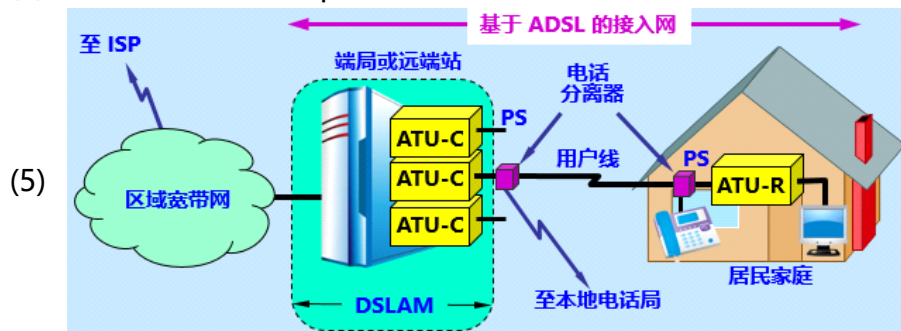 基于 ADSL 的接入网
至 ISP
端局或远端站
电话
分离器
PS
ATU-C
用户线
PS
(5)
区域宽带网
ATU-C
ATU-R
ATU-C
居民家庭
DSLAM
至本地电话局